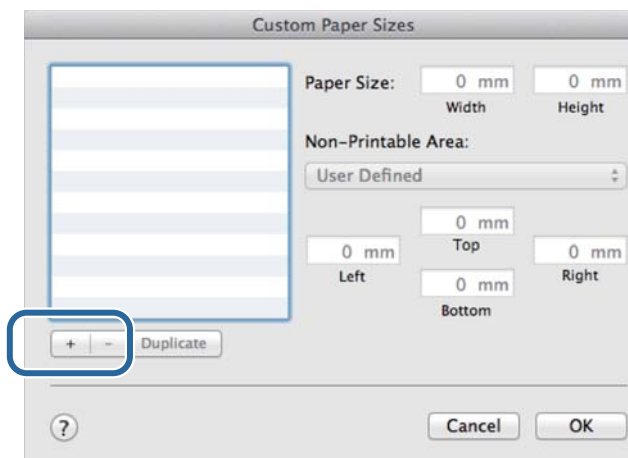 Custom Paper Sizes
Paper Size:
0 mm
0 mm
Width
Height
Non-Printable Area:
User Defined
0 mm
Top
0 mm
0 mm
Left
Right
0 mm
Bottom
+ - Duplicate
?
Cancel
OK